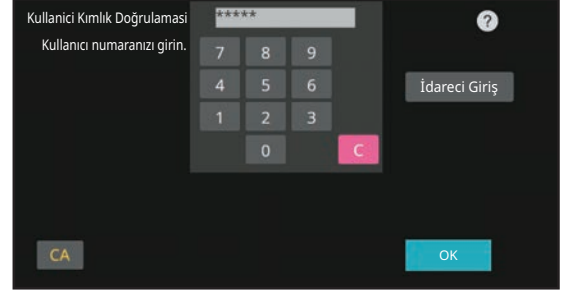 Kullanici Kımlık Doğrulamasi
*****
?
Kullanıcı numaranızı girin.
7 8 9
4 5 6
İdareci Giriş
1 2 3
0 C
CA
OK